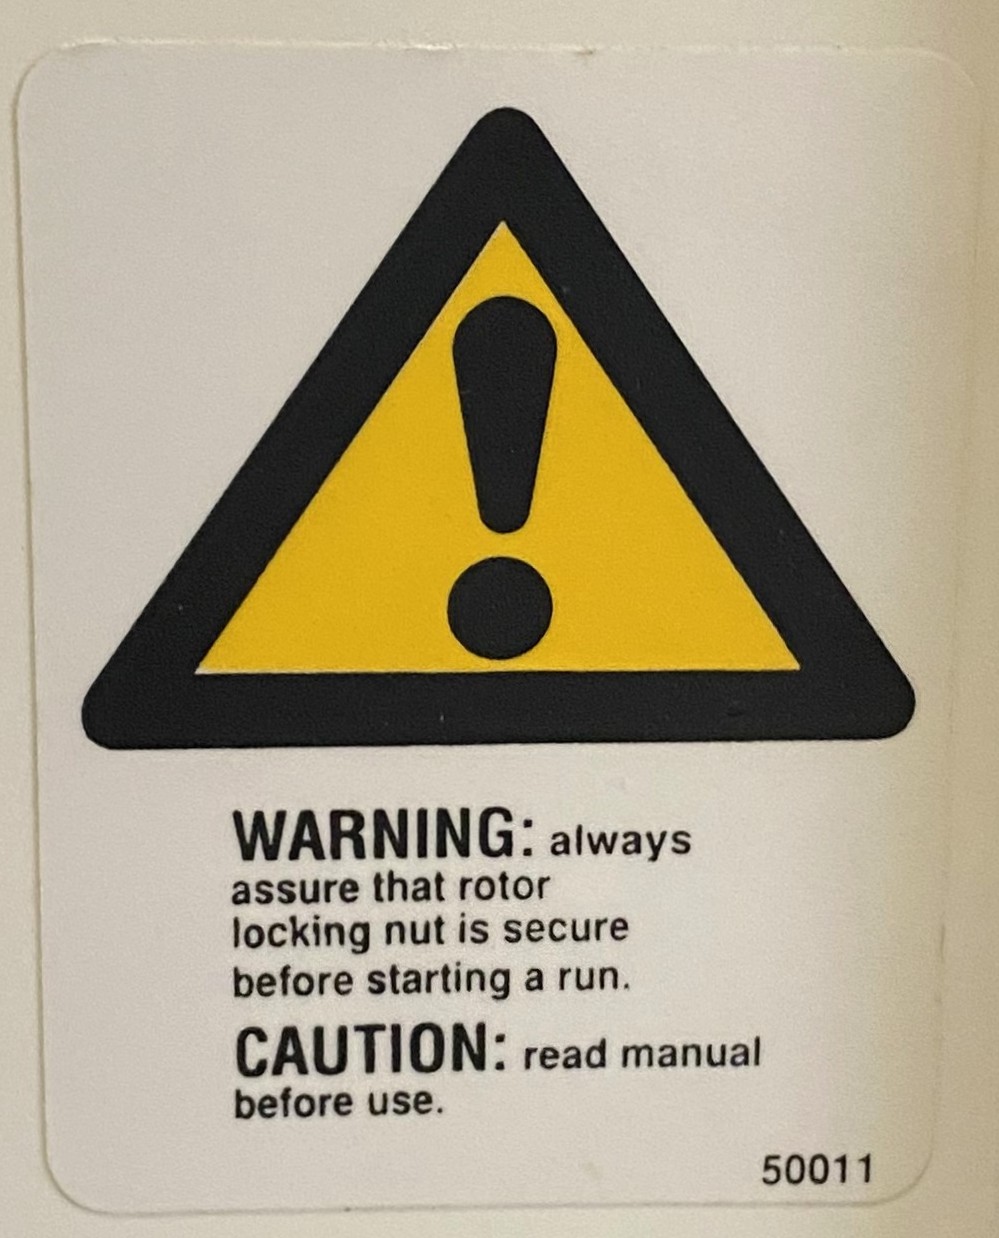 WARNING: always
assure that rotor
locking nut is secure
before starting a run.
CAUTION: read manual
before use.
50011